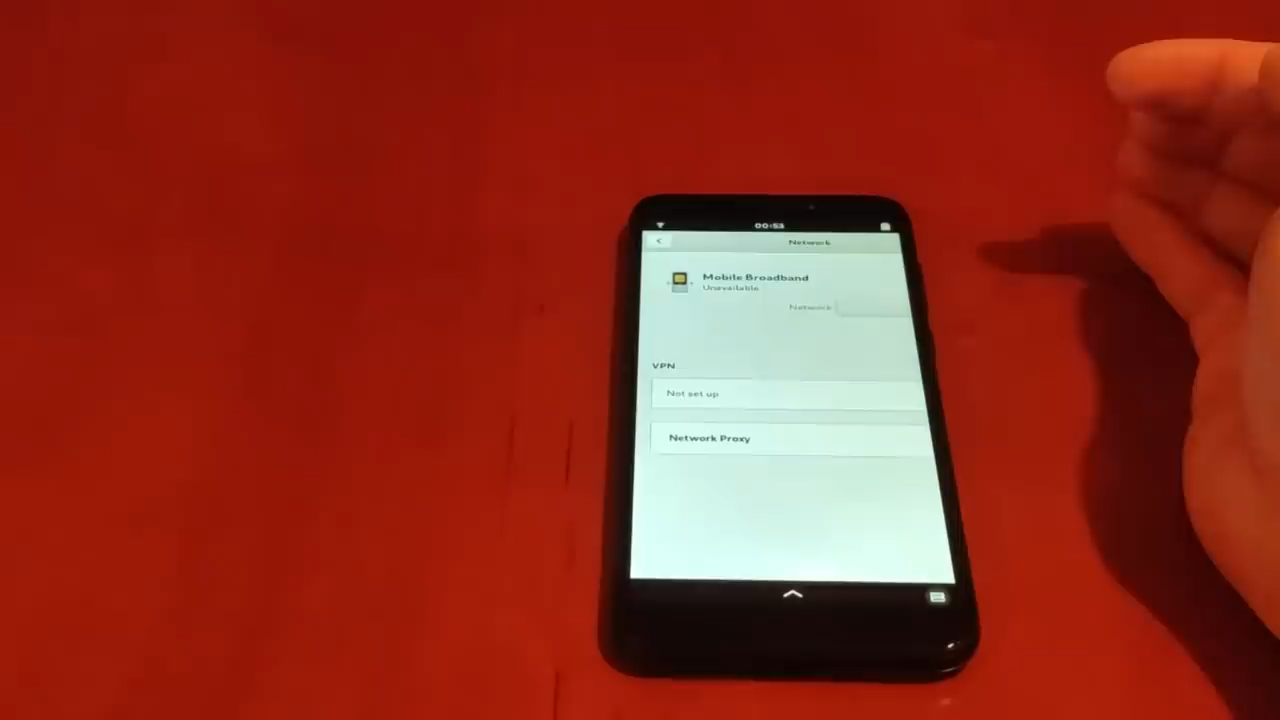 00:53
Network
Mobile Broadband
Unavailable
Network
VPN
Not set up
Network Proxy